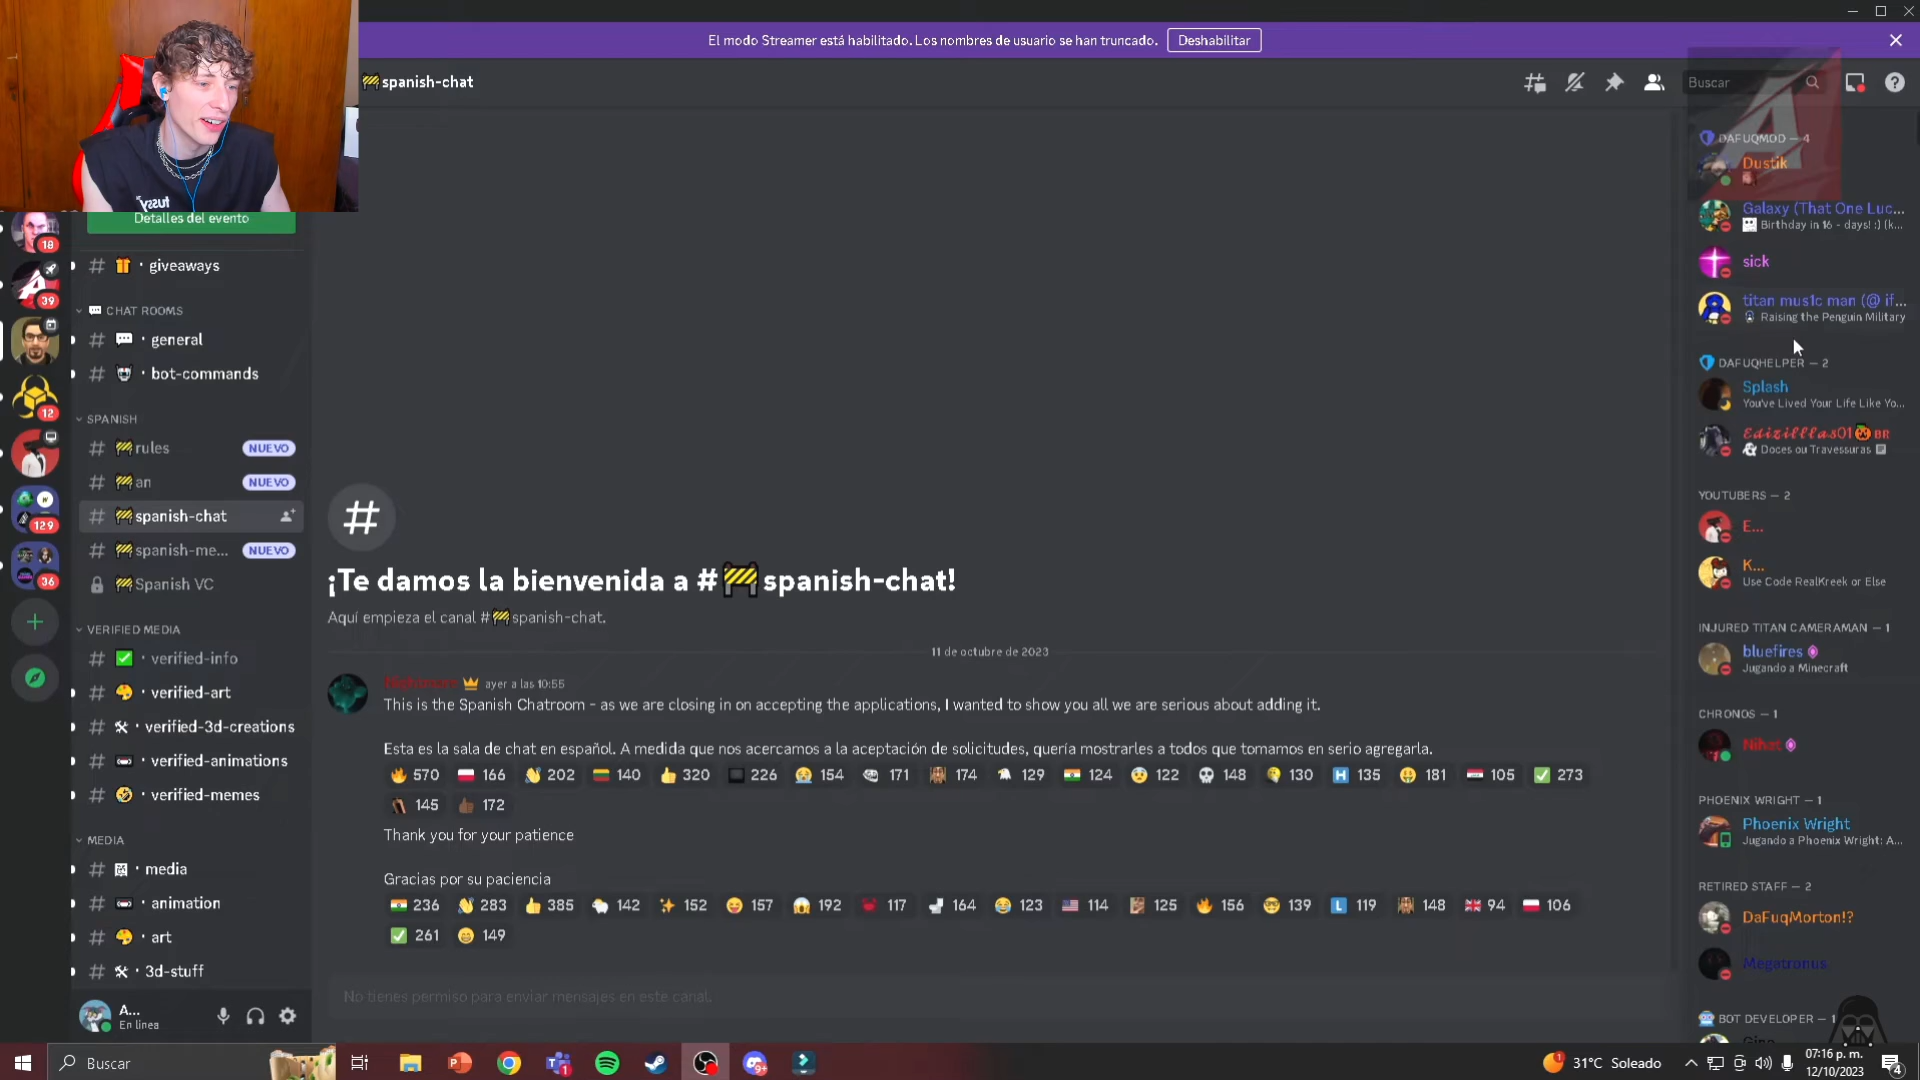 El modo Streamer está habilitado. Los nombres de usuario se han truncado.
Deshabilitar
spanish-chat
Buscar
Detalles del evento
giveaways
CHAT ROOMS
general
bot-commands
SPANISH
rules NUEVO
an NUEVO
spanish-chat
spanish-me... NUEVO
Spanish VC
VERIFIED MEDIA
verified-info
verified-art
verified-3d-creations
verified-animations
verified-memes
MEDIA
media
animation
art
3d-stuff
A...
En línea
18
39
12
129
36
¡Te damos la bienvenida a #spanish-chat!
Aquí empieza el canal #spanish-chat.
11 de octubre de 2023
ayer a las 10:55
This is the Spanish Chatroom - as we are closing in on accepting the applications, I wanted to show you all we are serious about adding it.
Esta es la sala de chat en español. A medida que nos acercamos a la aceptación de solicitudes, quería mostrarles a todos que tomamos en serio agregarla.
570 166 202 140 320 226 154 171 174 129 124 122 148 130 135 181 105 273
145 172
Thank you for your patience
Gracias por su paciencia
236 283 385 142 152 157 192 117 164 123 114 125 156 139 119 148 94 106
261 149
No tienes permiso para enviar mensajes en este canal.
DAFUQMOD — 4
Dustik
Galaxy (That One Luc...
Birthday in 16 - days! :) (k...
sick
titan mus1c man (@ if...
Raising the Penguin Military
DAFUQHELPER — 2
Splash
You've Lived Your Life Like Yo...
Edizilllas01 BR
Doces ou Travessuras
YOUTUBERS — 2
E...
K...
Use Code RealKreek or Else
INJURED TITAN CAMERAMAN — 1
bluefires
Jugando a Minecraft
CHRONOS — 1
Nihat
PHOENIX WRIGHT — 1
Phoenix Wright
Jugando a Phoenix Wright: A...
RETIRED STAFF — 2
DaFuqMorton!?
Megatronus
BOT DEVELOPER — 1
Buscar
31°C Soleado
07:16 p. m.
12/10/2023